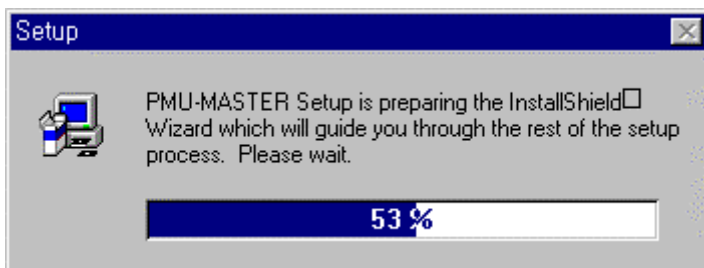 Setup
PMU-MASTER Setup is preparing the InstallShield□
Wizard which will guide you through the rest of the setup
process.  Please wait.
53 %